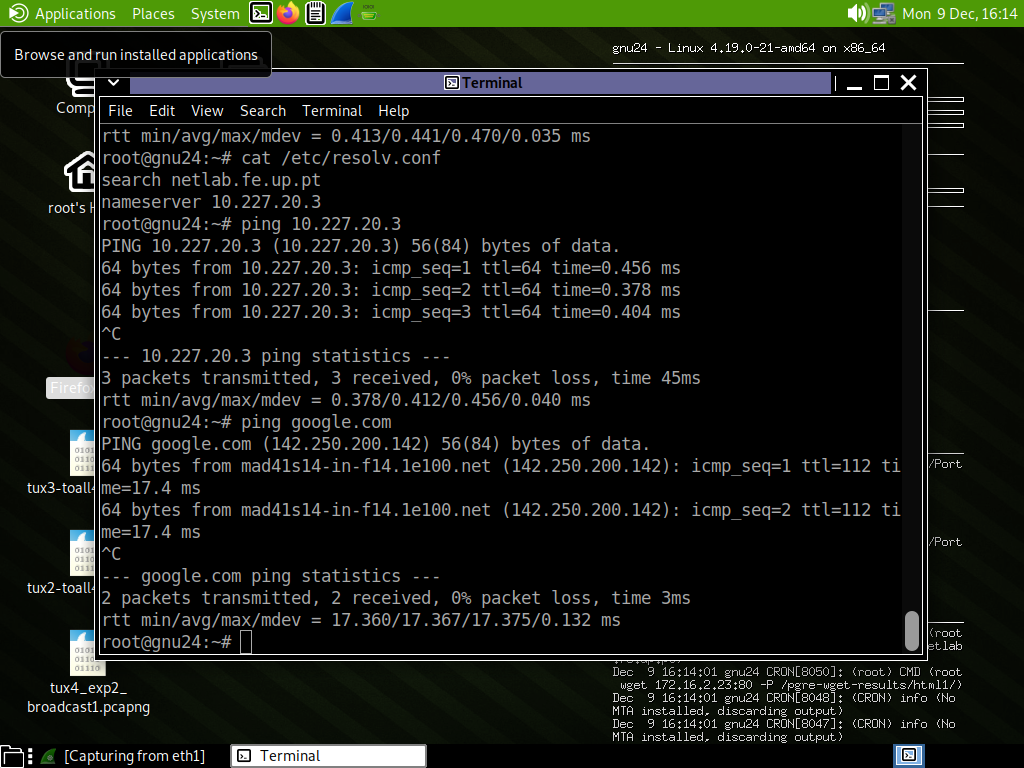 Applications Places System Mon 9 Dec, 16:14
Browse and run installed applications
gnu24 - Linux 4.19.0-21-amd64 on x86_64
Terminal
File Edit View Search Terminal Help
rtt min/avg/max/mdev = 0.413/0.441/0.470/0.035 ms
root@gnu24:~# cat /etc/resolv.conf
search netlab.fe.up.pt
nameserver 10.227.20.3
root@gnu24:~# ping 10.227.20.3
PING 10.227.20.3 (10.227.20.3) 56(84) bytes of data.
64 bytes from 10.227.20.3: icmp_seq=1 ttl=64 time=0.456 ms
64 bytes from 10.227.20.3: icmp_seq=2 ttl=64 time=0.378 ms
64 bytes from 10.227.20.3: icmp_seq=3 ttl=64 time=0.404 ms
^C
--- 10.227.20.3 ping statistics ---
3 packets transmitted, 3 received, 0% packet loss, time 45ms
rtt min/avg/max/mdev = 0.378/0.412/0.456/0.040 ms
root@gnu24:~# ping google.com
PING google.com (142.250.200.142) 56(84) bytes of data.
64 bytes from mad41s14-in-f14.1e100.net (142.250.200.142): icmp_seq=1 ttl=112 ti
me=17.4 ms
64 bytes from mad41s14-in-f14.1e100.net (142.250.200.142): icmp_seq=2 ttl=112 ti
me=17.4 ms
^C
--- google.com ping statistics ---
2 packets transmitted, 2 received, 0% packet loss, time 3ms
rtt min/avg/max/mdev = 17.360/17.367/17.375/0.132 ms
root@gnu24:~#
Comp
root's H
Firefo
tux3-toall4
tux2-toall4
tux4_exp2_
broadcast1.pcapng
/Port
/Port
(root
etlab
Dec 9 16:14:01 gnu24 CRON[8050]: (root) CMD (root
wget 172.16.2.23:80 -P /pgre-wget-results/html1/)
Dec 9 16:14:01 gnu24 CRON[8048]: (CRON) info (No
MTA installed, discarding output)
Dec 9 16:14:01 gnu24 CRON[8047]: (CRON) info (No
MTA installed, discarding output)
[Capturing from eth1] Terminal